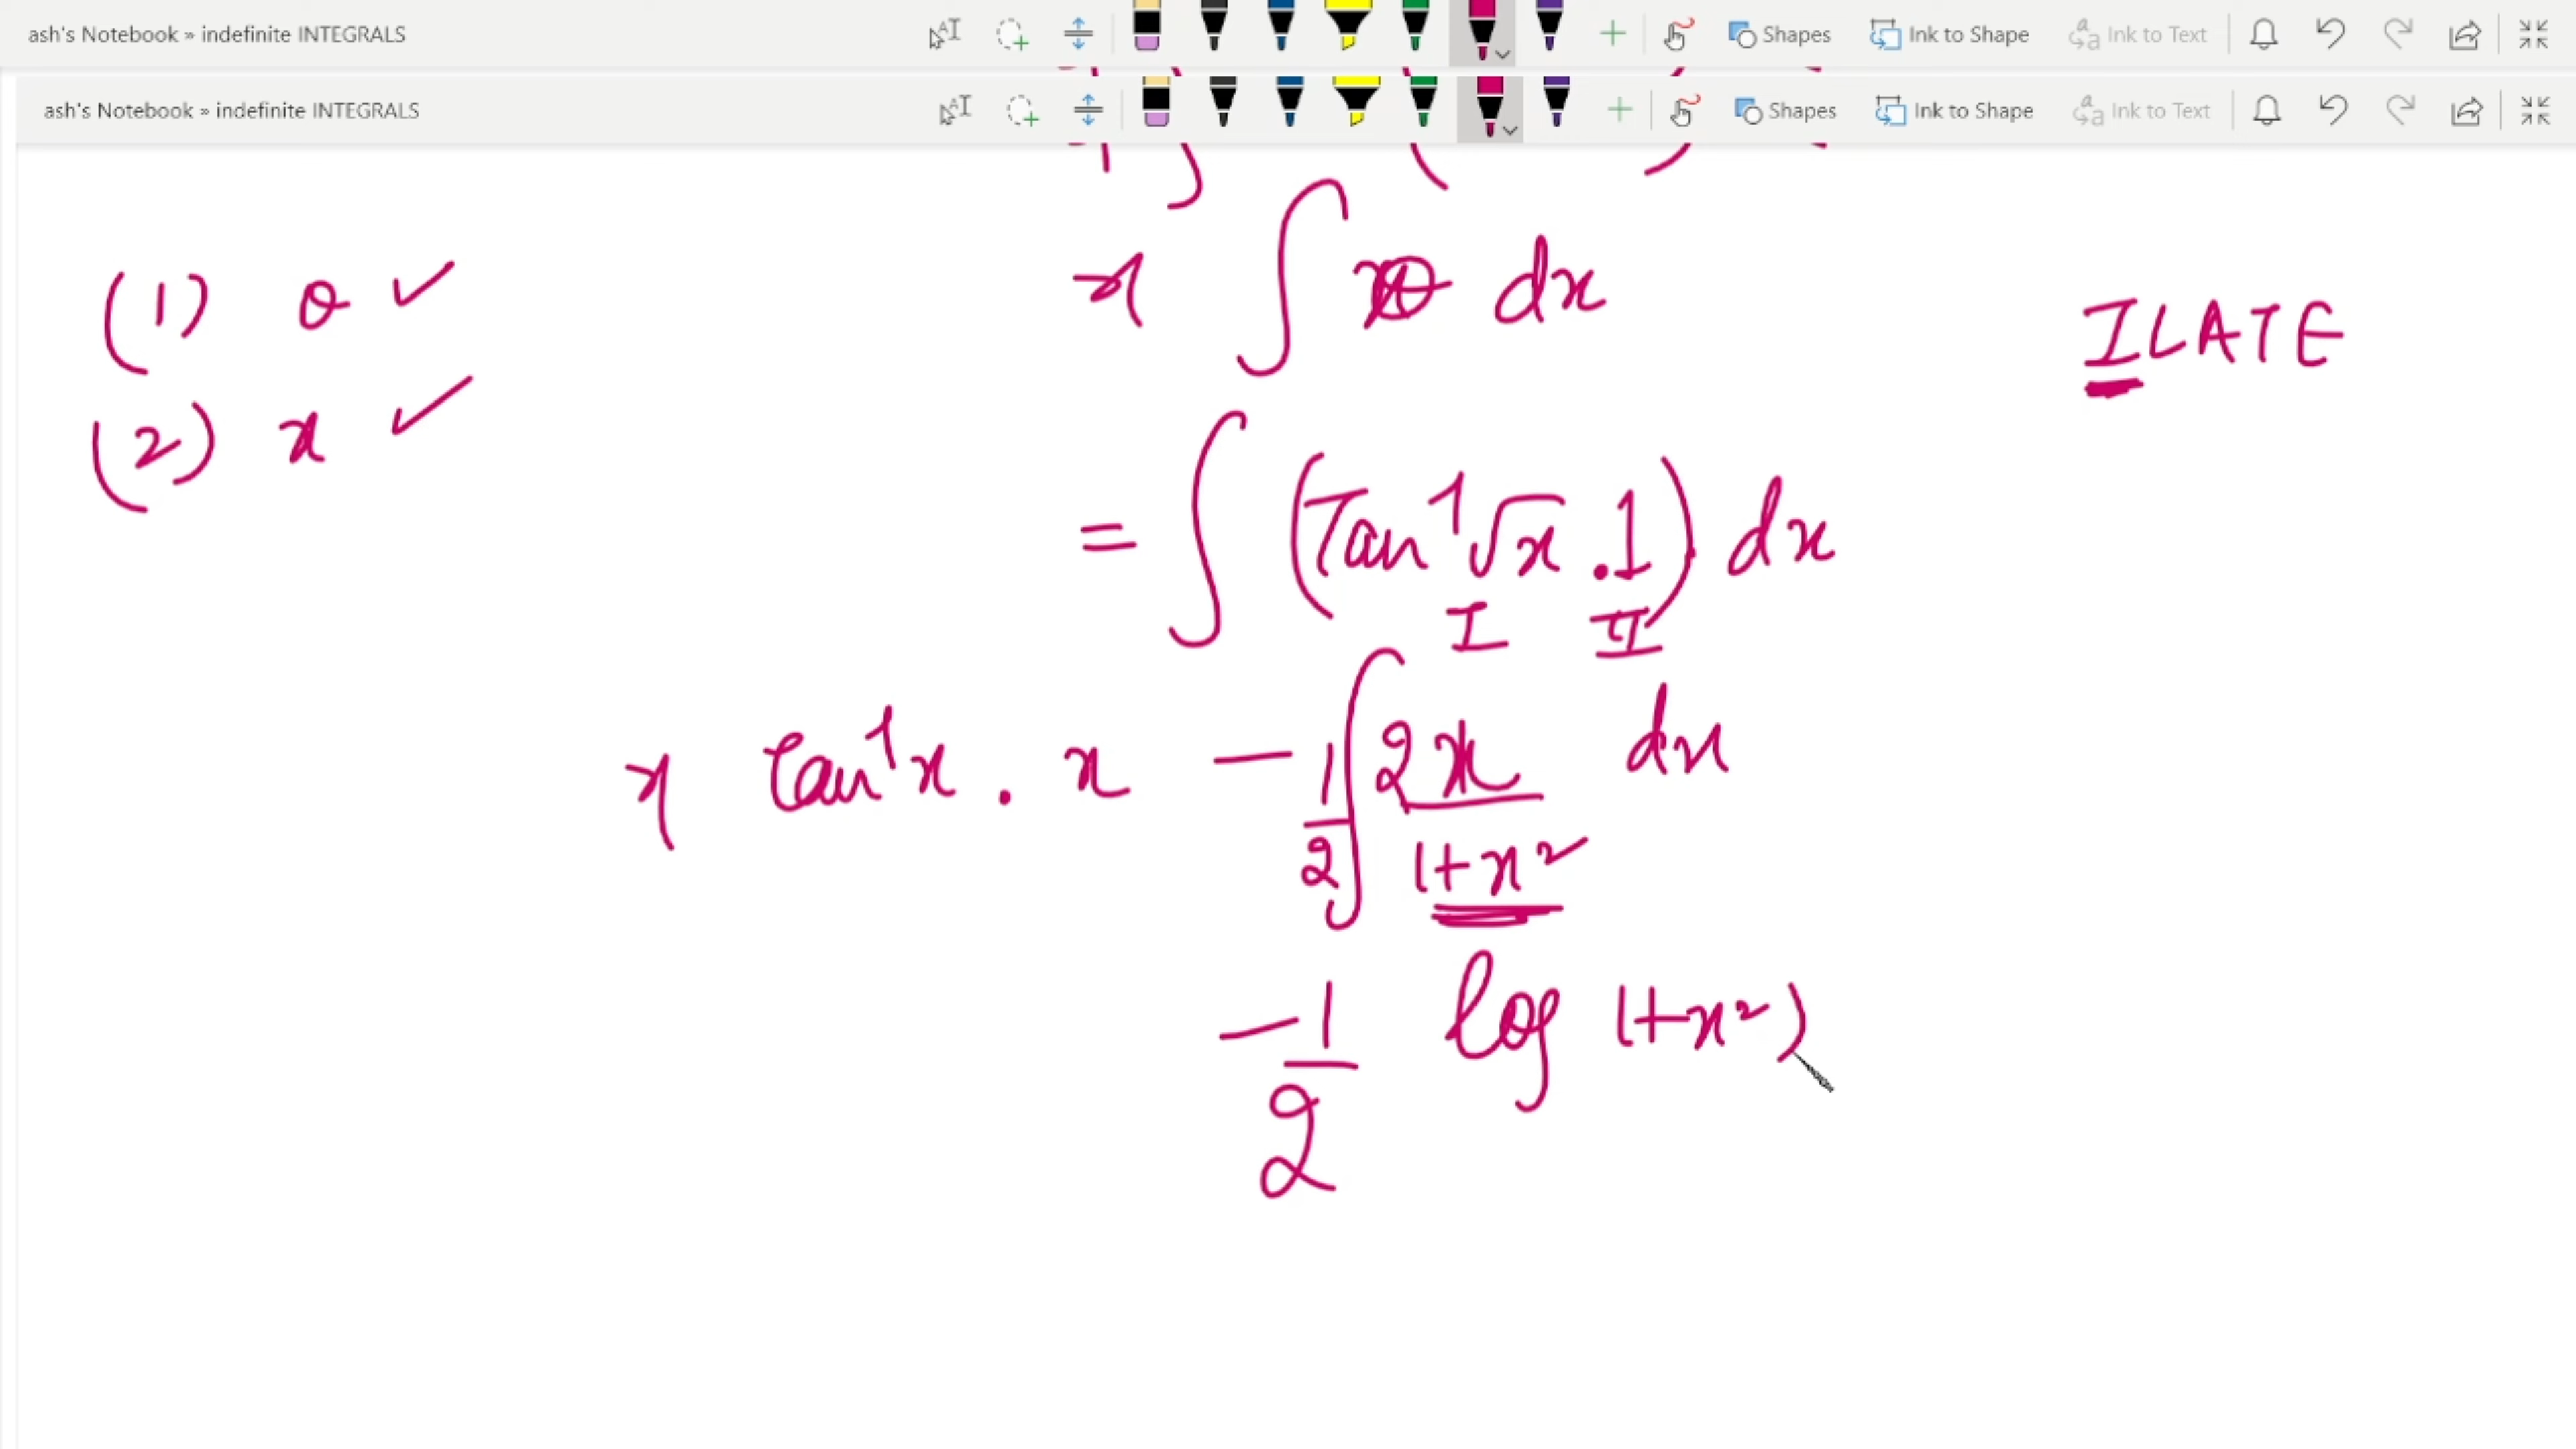 ash's Notebook » indefinite INTEGRALS Shapes Ink to Shape Ink to Text
ash's Notebook » indefinite INTEGRALS Shapes Ink to Shape Ink to Text
(1) θ ✓
∫ xθ dx
ILATE
(2) x ✓
= ∫ (Tan⁻¹√x . 1) dx
I II
tan⁻¹x . x − 1/2 ∫ 2x/1+x² dx
−1/2 log 1+x²)